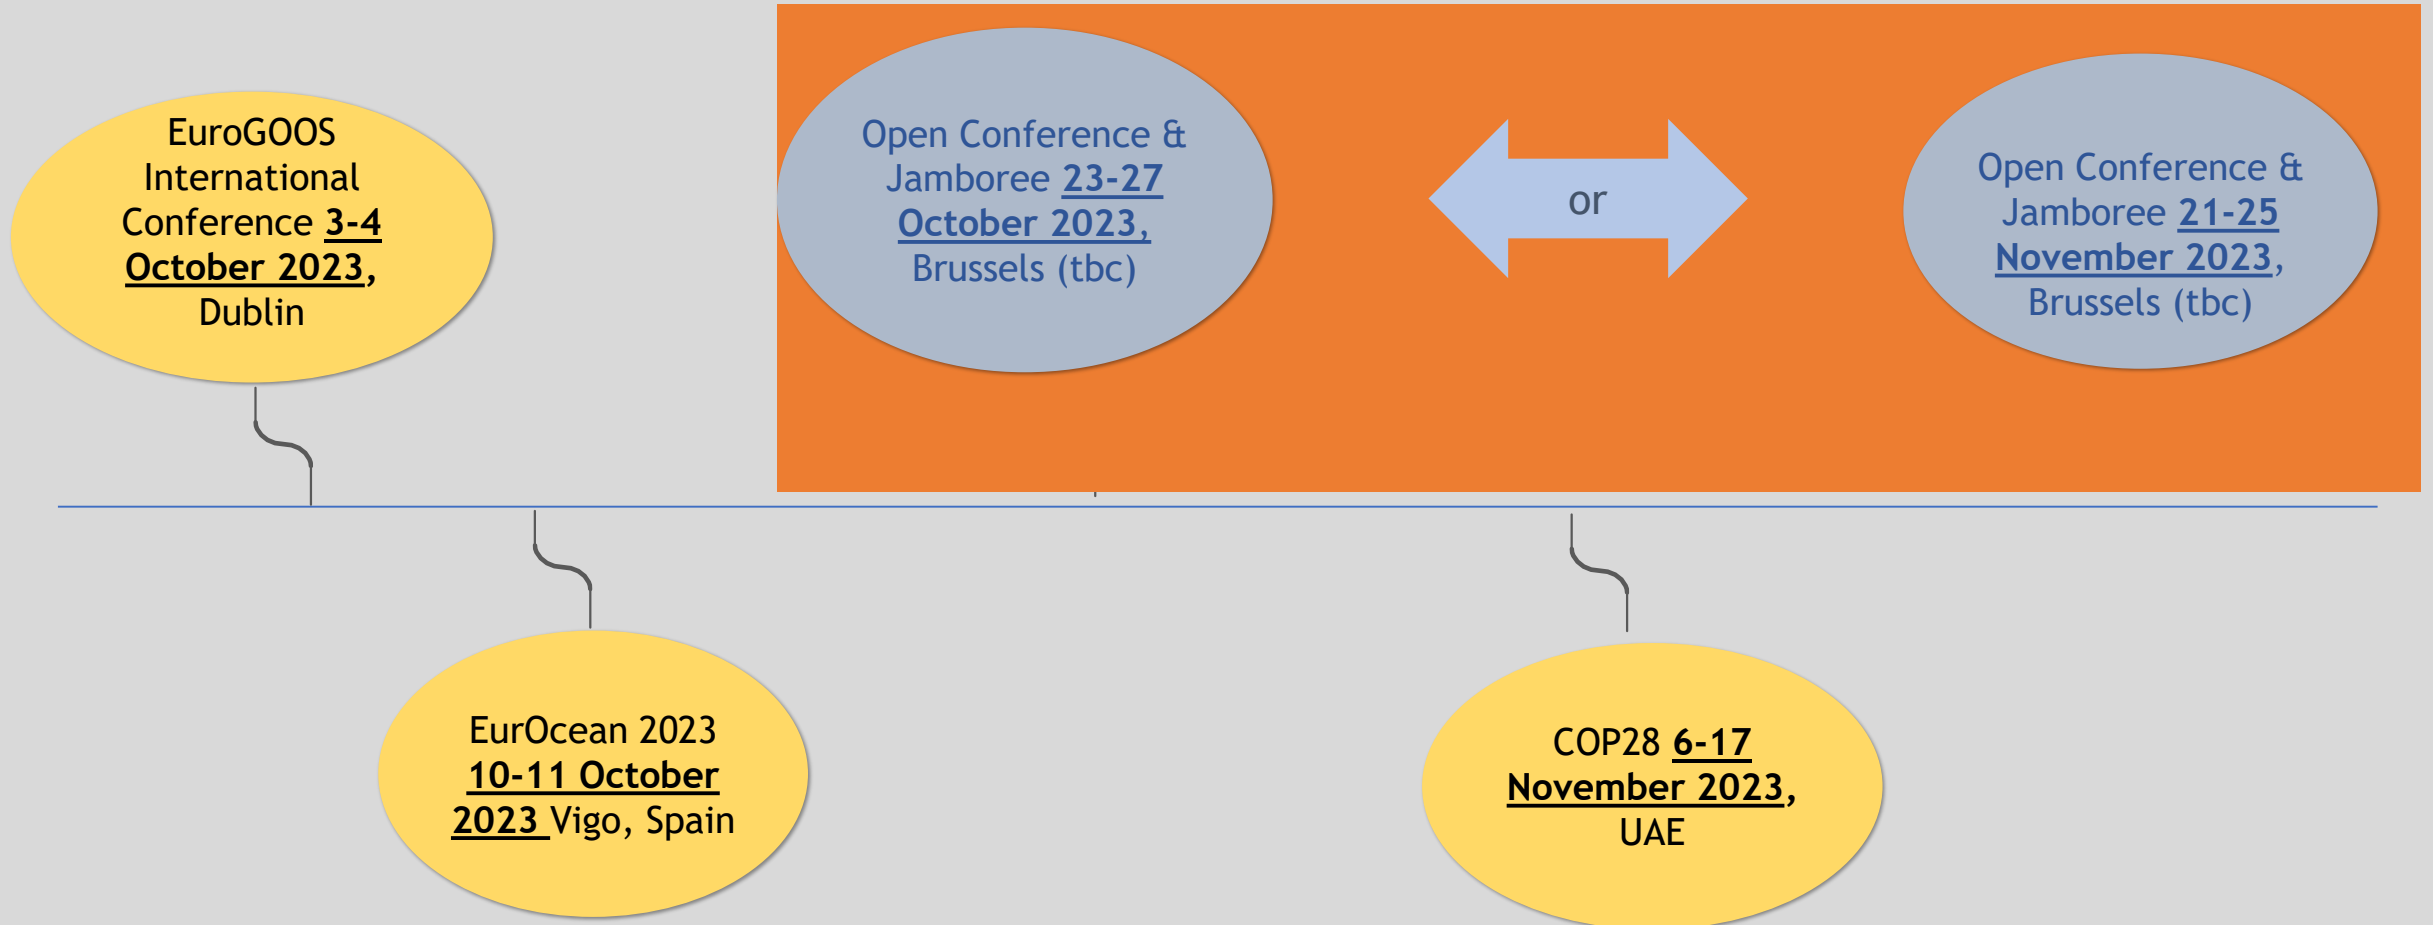 EuroGOOS
International
Conference 3-4
October 2023,
Dublin
Open Conference &
Jamboree 23-27
October 2023,
Brussels (tbc)
or
Open Conference &
Jamboree 21-25
November 2023,
Brussels (tbc)
EurOcean 2023
10-11 October
2023 Vigo, Spain
COP28 6-17
November 2023,
UAE